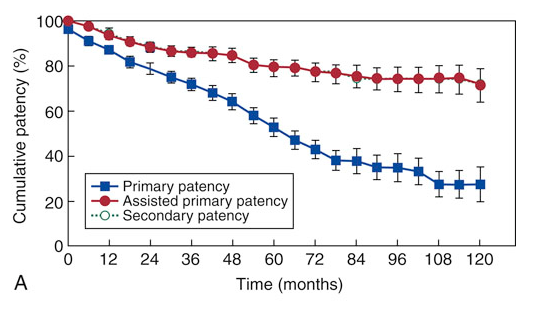 100
80
60
40
20
0
Cumulative patency (%)
Primary patency
Assisted primary patency
Secondary patency
0 12 24 36 48 60 72 84 96 108 120
Time (months)
A